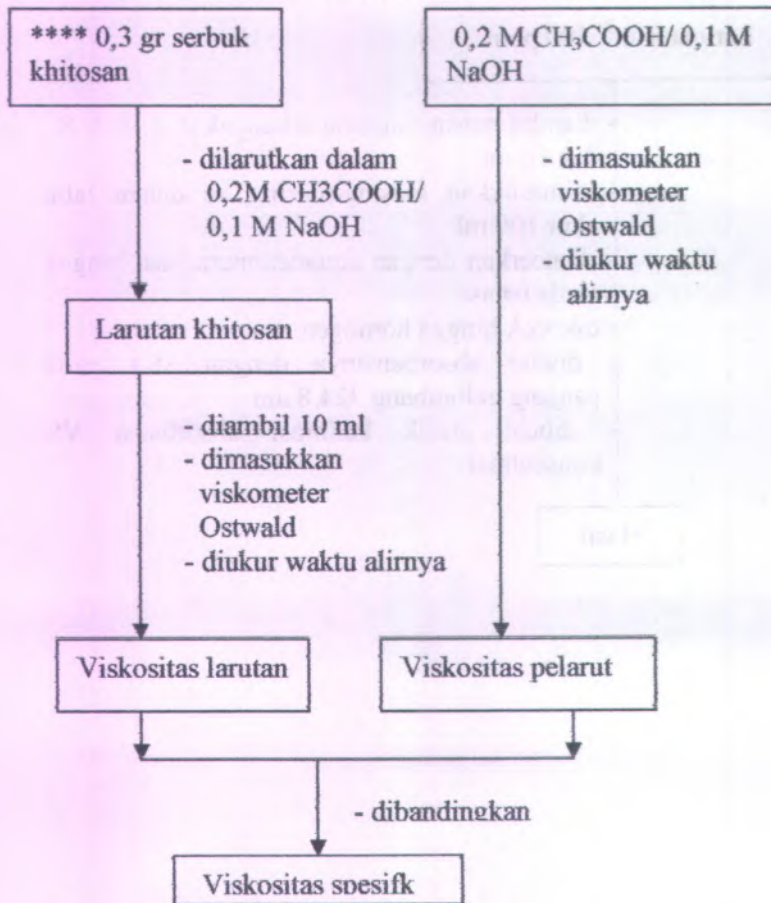 **** 0,3 gr serbuk
khitosan
0,2 M CH₃COOH/ 0,1M
NaOH
- dilarutkan dalam
0,2M CH3COOH/
0,1 M NaOH
- dimasukkan
viskometer
Ostwald
- diukur waktu
alirnya
Larutan khitosan
- diambil 10 ml
- dimasukkan
viskometer
Ostwald
- diukur waktu alirnya
Viskositas larutan
Viskositas pelarut
- dibandingkan
Viskositas spesifk